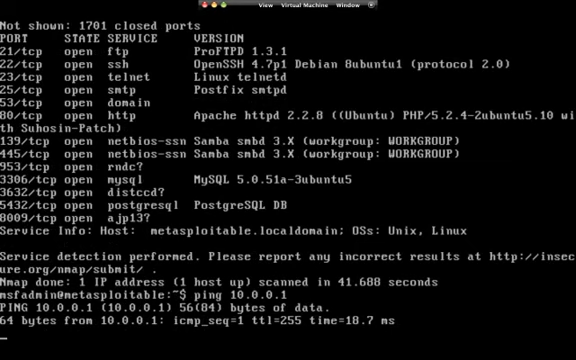 View Virtual Machine Window
Not shown: 1701 closed ports
PORT STATE SERVICE VERSION
21/tcp open ftp ProFTPD 1.3.1
22/tcp open ssh OpenSSH 4.7p1 Debian 8ubuntu1 (protocol 2.0)
23/tcp open telnet Linux telnetd
25/tcp open smtp Postfix smtpd
53/tcp open domain
80/tcp open http Apache httpd 2.2.8 ((Ubuntu) PHP/5.2.4-2ubuntu5.10 wi
th Suhosin-Patch)
139/tcp open netbios-ssn Samba smbd 3.X (workgroup: WORKGROUP)
445/tcp open netbios-ssn Samba smbd 3.X (workgroup: WORKGROUP)
953/tcp open rndc?
3306/tcp open mysql MySQL 5.0.51a-3ubuntu5
3632/tcp open distccd?
5432/tcp open postgresql PostgreSQL DB
8009/tcp open ajp13?
Service Info: Host: metasploitable.localdomain; OSs: Unix, Linux
Service detection performed. Please report any incorrect results at http://insec
ure.org/nmap/submit/ .
Nmap done: 1 IP address (1 host up) scanned in 41.688 seconds
msfadmin@metasploitable:~$ ping 10.0.0.1
PING 10.0.0.1 (10.0.0.1) 56(84) bytes of data.
64 bytes from 10.0.0.1: icmp_seq=1 ttl=255 time=18.7 ms